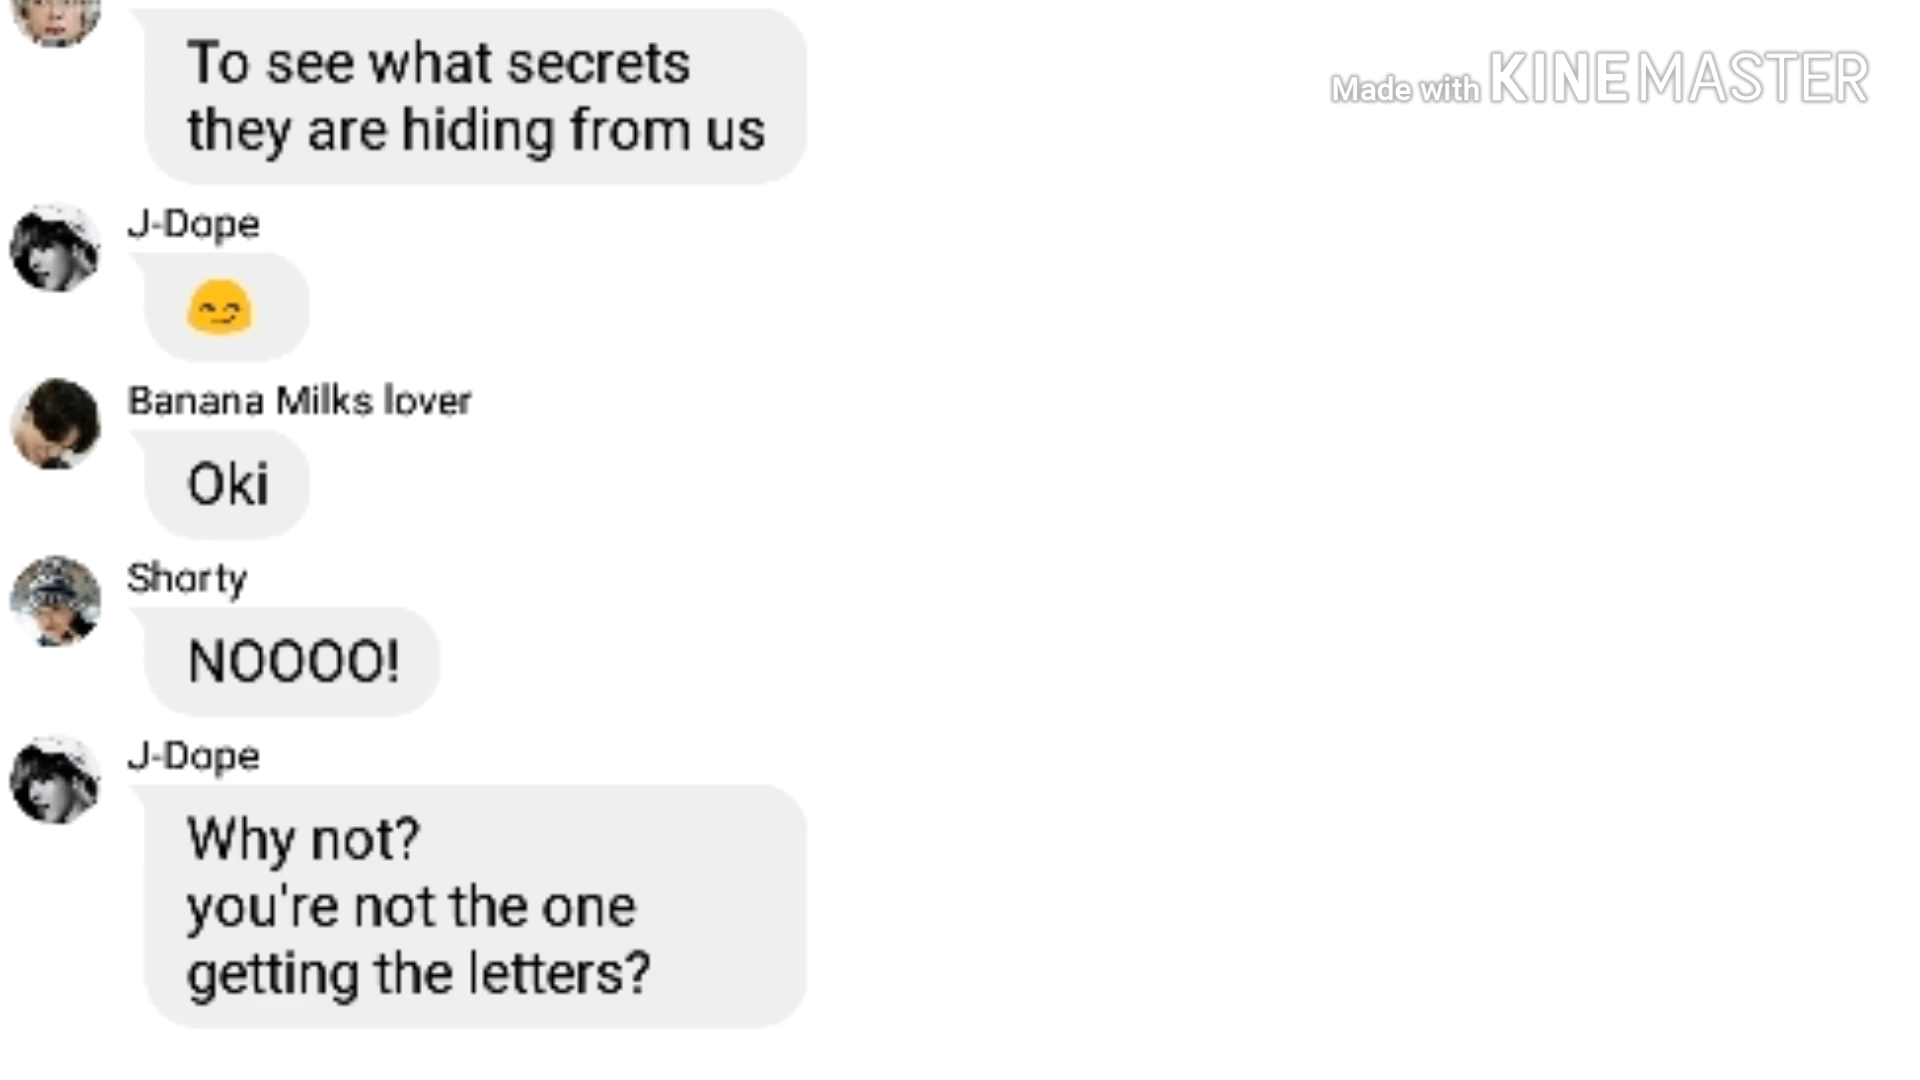 To see what secrets
they are hiding from us
Made with KINEMASTER
J-Dope
😏
Banana Milks lover
Oki
Shorty
NOOOO!
J-Dope
Why not?
you're not the one
getting the letters?